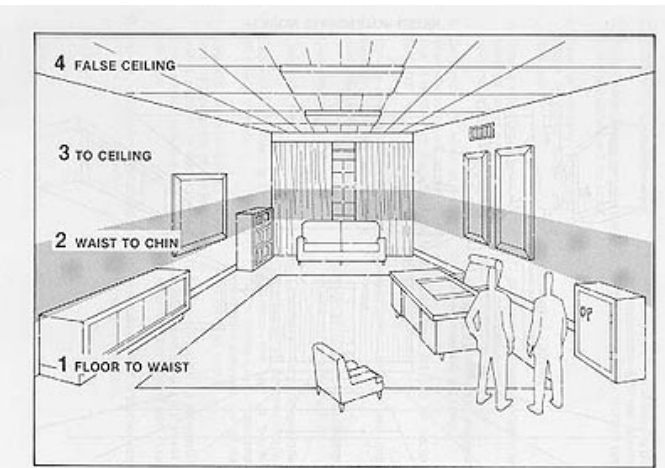 4 FALSE CEILING
3 TO CEILING
2 WAIST TO CHIN
1 FLOOR TO WAIST